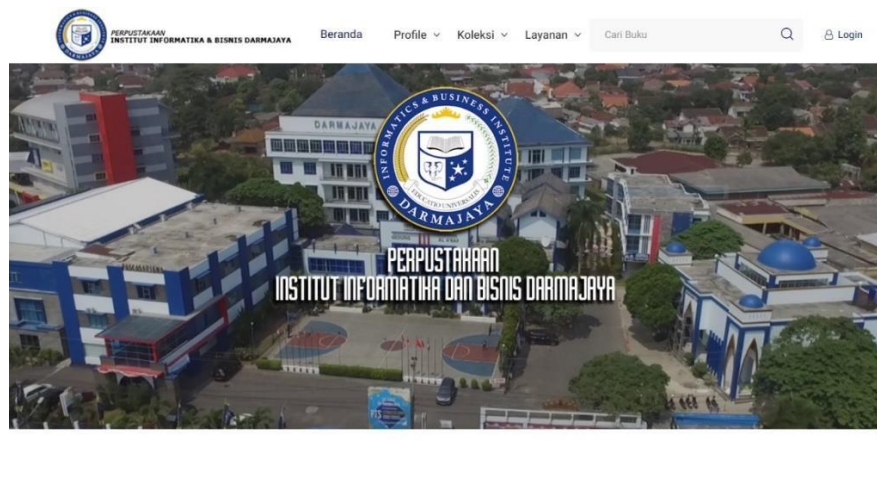 PERPUSTAKAAN
INSTITUT INFORMATIKA & BISNIS DARMAJAYA
Beranda
Profile
Koleksi
Layanan
Cari Buku
Login
DARMAJAYA
INFORMATICS & BUSINESS INSTITUTE
EDUCATIO UNIVERSALIS
DARMAJAYA
PERPUSTAKAAN
INSTITUT INFORMATIKA DAN BISNIS DARMAJAYA